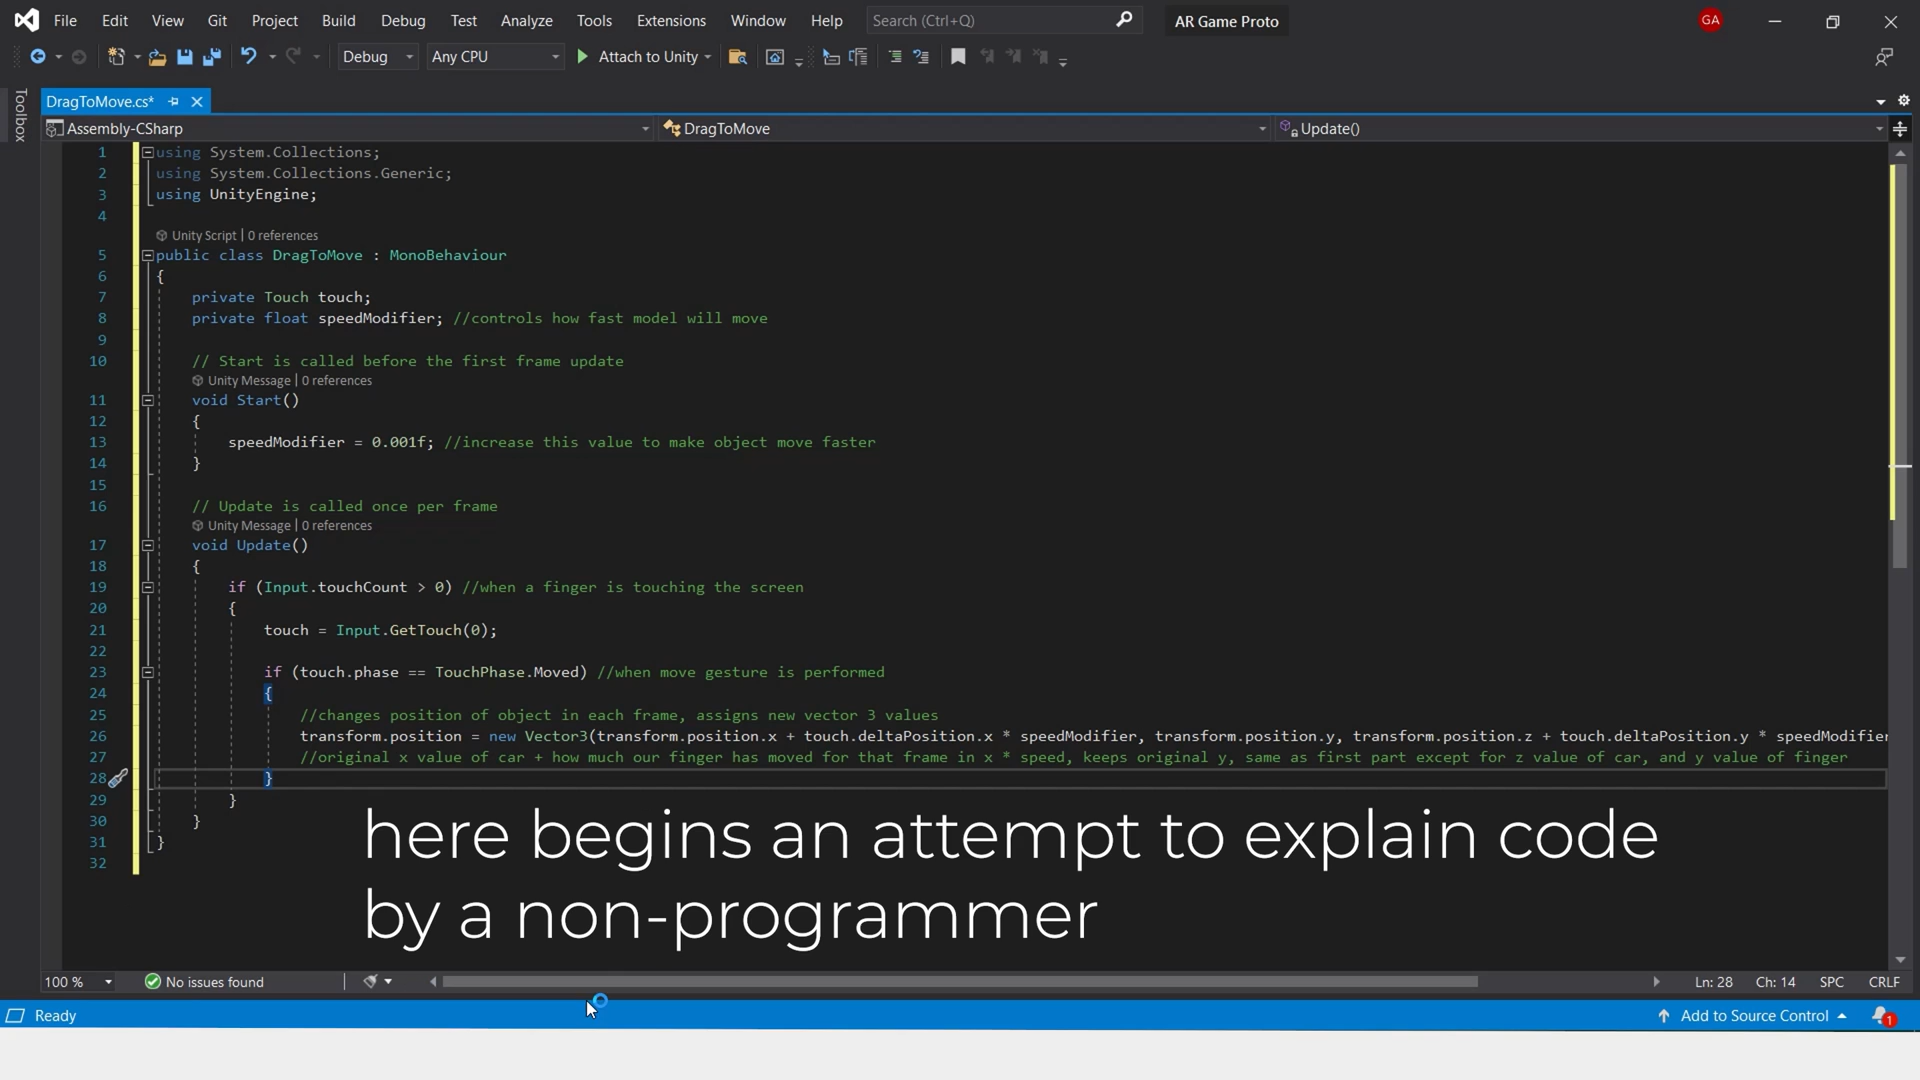 File Edit View Git Project Build Debug Test Analyze Tools Extensions Window Help Search (Ctrl+Q) AR Game Proto GA
Debug Any CPU Attach to Unity
Toolbox
DragToMove.cs*
Assembly-CSharp DragToMove Update()
1 using System.Collections;
2 using System.Collections.Generic;
3 using UnityEngine;
4
Unity Script | 0 references
5 public class DragToMove : MonoBehaviour
6 {
7 private Touch touch;
8 private float speedModifier; //controls how fast model will move
9
10 // Start is called before the first frame update
Unity Message | 0 references
11 void Start()
12 {
13 speedModifier = 0.001f; //increase this value to make object move faster
14 }
15
16 // Update is called once per frame
Unity Message | 0 references
17 void Update()
18 {
19 if (Input.touchCount > 0) //when a finger is touching the screen
20 {
21 touch = Input.GetTouch(0);
22
23 if (touch.phase == TouchPhase.Moved) //when move gesture is performed
24 {
25 //changes position of object in each frame, assigns new vector 3 values
26 transform.position = new Vector3(transform.position.x + touch.deltaPosition.x * speedModifier, transform.position.y, transform.position.z + touch.deltaPosition.y * speedModifier
27 //original x value of car + how much our finger has moved for that frame in x * speed, keeps original y, same as first part except for z value of car, and y value of finger
28 }
29 }
30 }
31 }
32
here begins an attempt to explain code
by a non-programmer
100 % No issues found Ln: 28 Ch: 14 SPC CRLF
Ready Add to Source Control 1